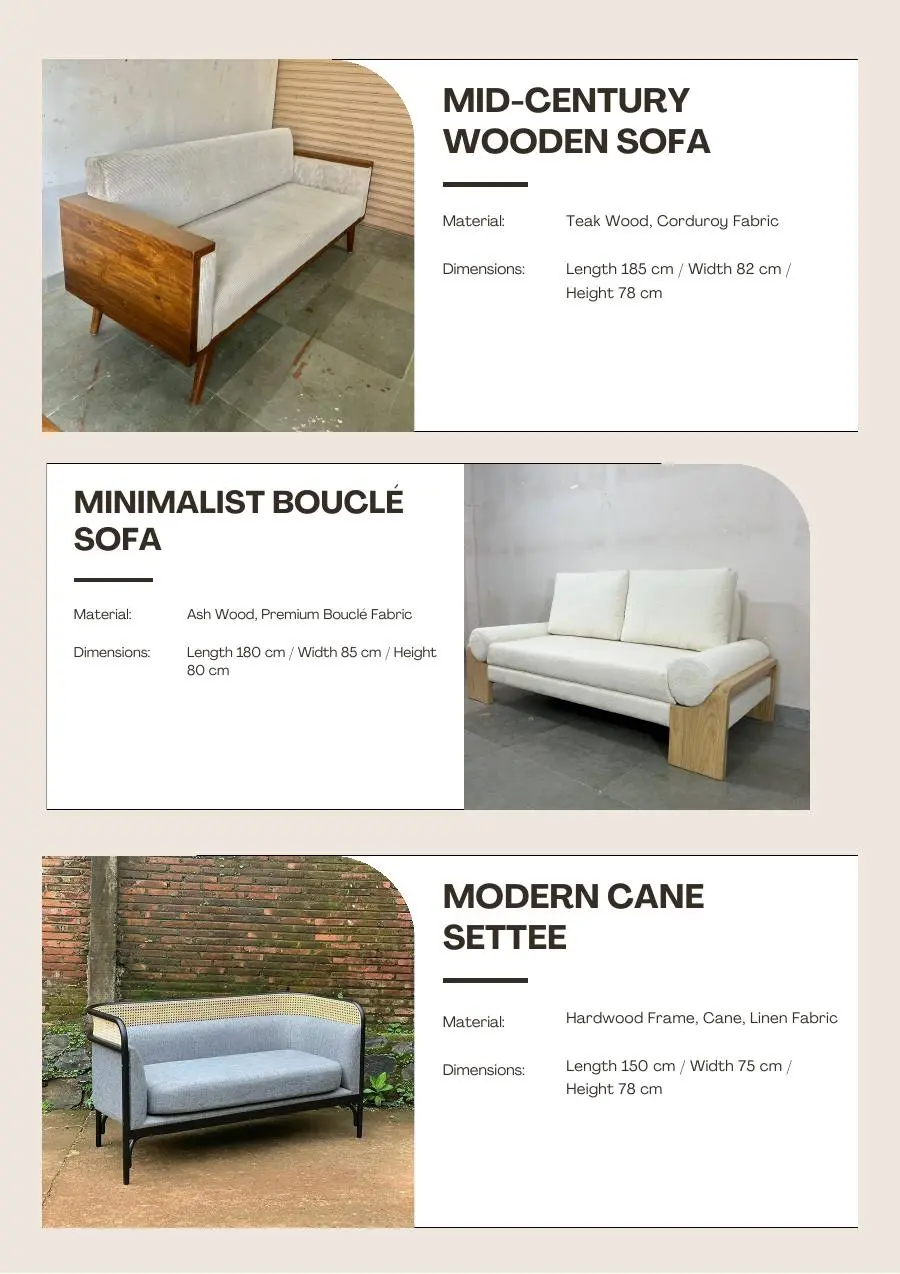 MID-CENTURY
WOODEN SOFA
Material: Teak Wood, Corduroy Fabric
Dimensions: Length 185 cm / Width 82 cm /
Height 78 cm
MINIMALIST BOUCLÉ
SOFA
Material: Ash Wood, Premium Bouclé Fabric
Dimensions: Length 180 cm / Width 85 cm / Height
80 cm
MODERN CANE
SETTEE
Material: Hardwood Frame, Cane, Linen Fabric
Dimensions: Length 150 cm / Width 75 cm /
Height 78 cm